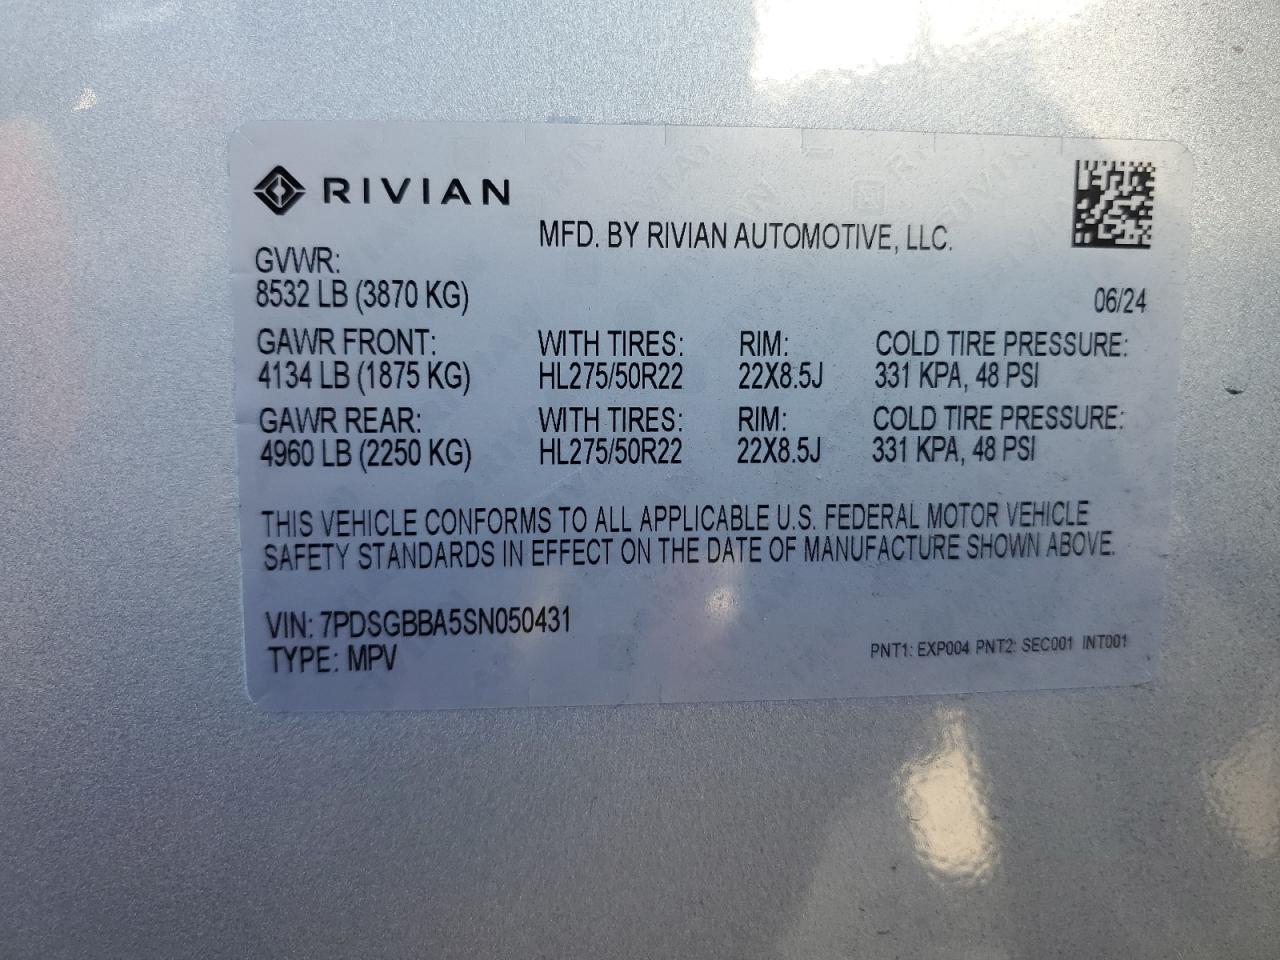 RIVIAN
MFD. BY RIVIAN AUTOMOTIVE, LLC.
GVWR:
8532 LB (3870 KG)
06/24
GAWR FRONT: WITH TIRES: RIM: COLD TIRE PRESSURE:
4134 LB (1875 KG) HL275/50R22 22X8.5J 331 KPA, 48 PSI
GAWR REAR: WITH TIRES: RIM: COLD TIRE PRESSURE:
4960 LB (2250 KG) HL275/50R22 22X8.5J 331 KPA, 48 PSI
THIS VEHICLE CONFORMS TO ALL APPLICABLE U.S. FEDERAL MOTOR VEHICLE
SAFETY STANDARDS IN EFFECT ON THE DATE OF MANUFACTURE SHOWN ABOVE.
VIN: 7PDSGBBA5SN050431
TYPE: MPV
PNT1: EXP004 PNT2: SEC001 INT001